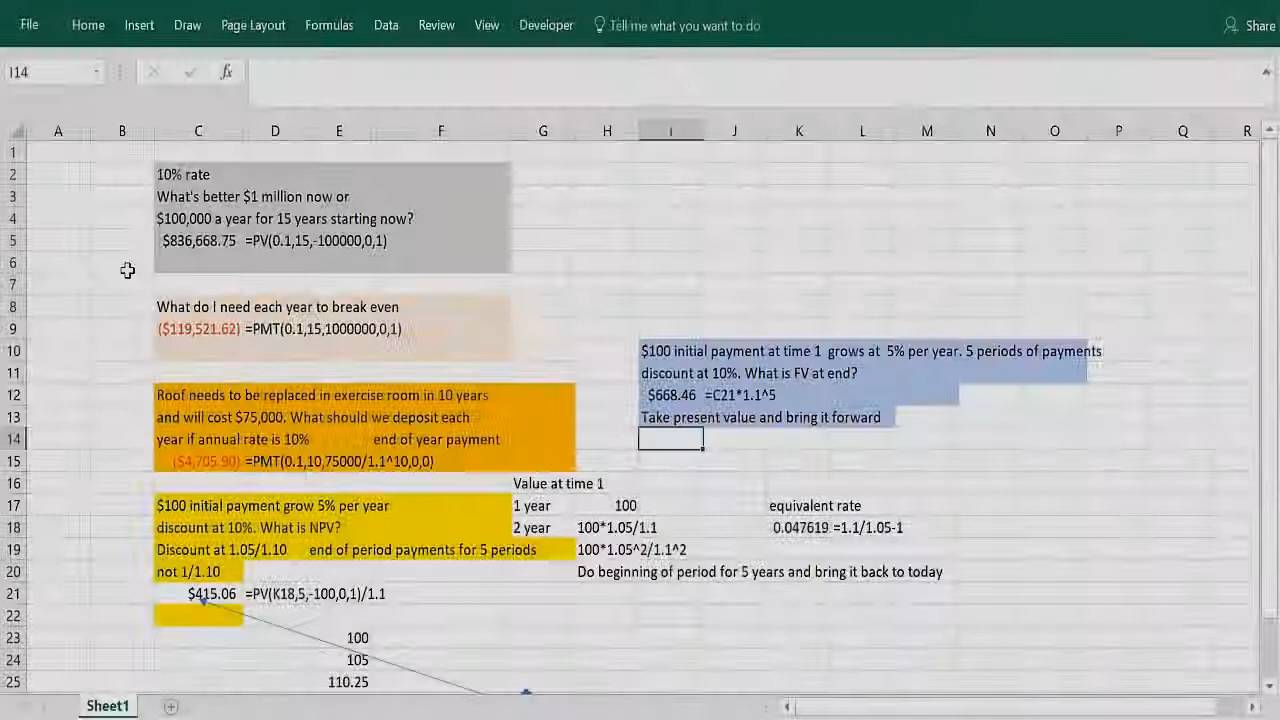 File Home Insert Draw Page Layout Formulas Data Review View Developer Tell me what you want to do Share
I14 fx
A B C D E F G H I J K L M N O P Q R
1
2 10% rate
3 What's better $1 million now or
4 $100,000 a year for 15 years starting now?
5 $836,668.75 =PV(0.1,15,-100000,0,1)
6
7
8 What do I need each year to break even
9 ($119,521.62) =PMT(0.1,15,1000000,0,1)
10 $100 initial payment at time 1 grows at 5% per year. 5 periods of payments
11 discount at 10%. What is FV at end?
12 Roof needs to be replaced in exercise room in 10 years $668.46 =C21*1.1^5
13 and will cost $75,000. What should we deposit each Take present value and bring it forward
14 year if annual rate is 10% end of year payment
15 ($4,705.90) =PMT(0.1,10,75000/1.1^10,0,0)
16 Value at time 1
17 $100 initial payment grow 5% per year 1 year 100 equivalent rate
18 discount at 10%. What is NPV? 2 year 100*1.05/1.1 0.047619 =1.1/1.05-1
19 Discount at 1.05/1.10 end of period payments for 5 periods 100*1.05^2/1.1^2
20 not 1/1.10 Do beginning of period for 5 years and bring it back to today
21 $415.06 =PV(K18,5,-100,0,1)/1.1
22
23 100
24 105
25 110.25
Sheet1